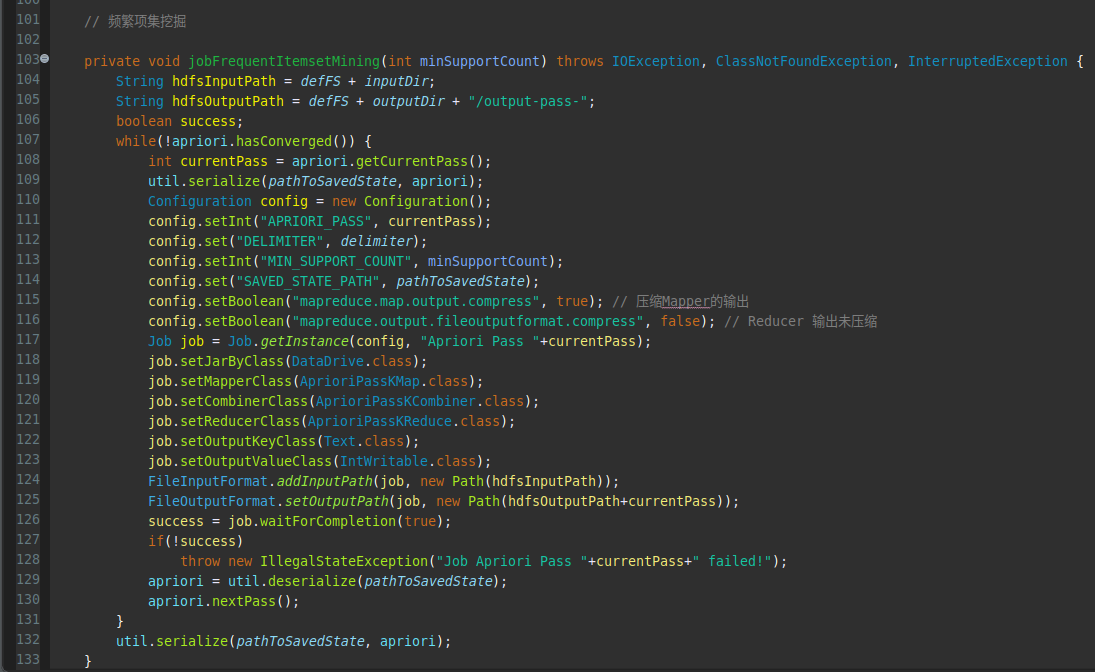 100
101 // 频繁项集挖掘
102
103 private void jobFrequentItemsetMining(int minSupportCount) throws IOException, ClassNotFoundException, InterruptedException {
104 String hdfsInputPath = defFS + inputDir;
105 String hdfsOutputPath = defFS + outputDir + "/output-pass-";
106 boolean success;
107 while(!apriori.hasConverged()) {
108 int currentPass = apriori.getCurrentPass();
109 util.serialize(pathToSavedState, apriori);
110 Configuration config = new Configuration();
111 config.setInt("APRIORI_PASS", currentPass);
112 config.set("DELIMITER", delimiter);
113 config.setInt("MIN_SUPPORT_COUNT", minSupportCount);
114 config.set("SAVED_STATE_PATH", pathToSavedState);
115 config.setBoolean("mapreduce.map.output.compress", true); // 压缩Mapper的输出
116 config.setBoolean("mapreduce.output.fileoutputformat.compress", false); // Reducer 输出未压缩
117 Job job = Job.getInstance(config, "Apriori Pass "+currentPass);
118 job.setJarByClass(DataDrive.class);
119 job.setMapperClass(AprioriPassKMap.class);
120 job.setCombinerClass(AprioriPassKCombiner.class);
121 job.setReducerClass(AprioriPassKReduce.class);
122 job.setOutputKeyClass(Text.class);
123 job.setOutputValueClass(IntWritable.class);
124 FileInputFormat.addInputPath(job, new Path(hdfsInputPath));
125 FileOutputFormat.setOutputPath(job, new Path(hdfsOutputPath+currentPass));
126 success = job.waitForCompletion(true);
127 if(!success)
128 throw new IllegalStateException("Job Apriori Pass "+currentPass+" failed!");
129 apriori = util.deserialize(pathToSavedState);
130 apriori.nextPass();
131 }
132 util.serialize(pathToSavedState, apriori);
133 }